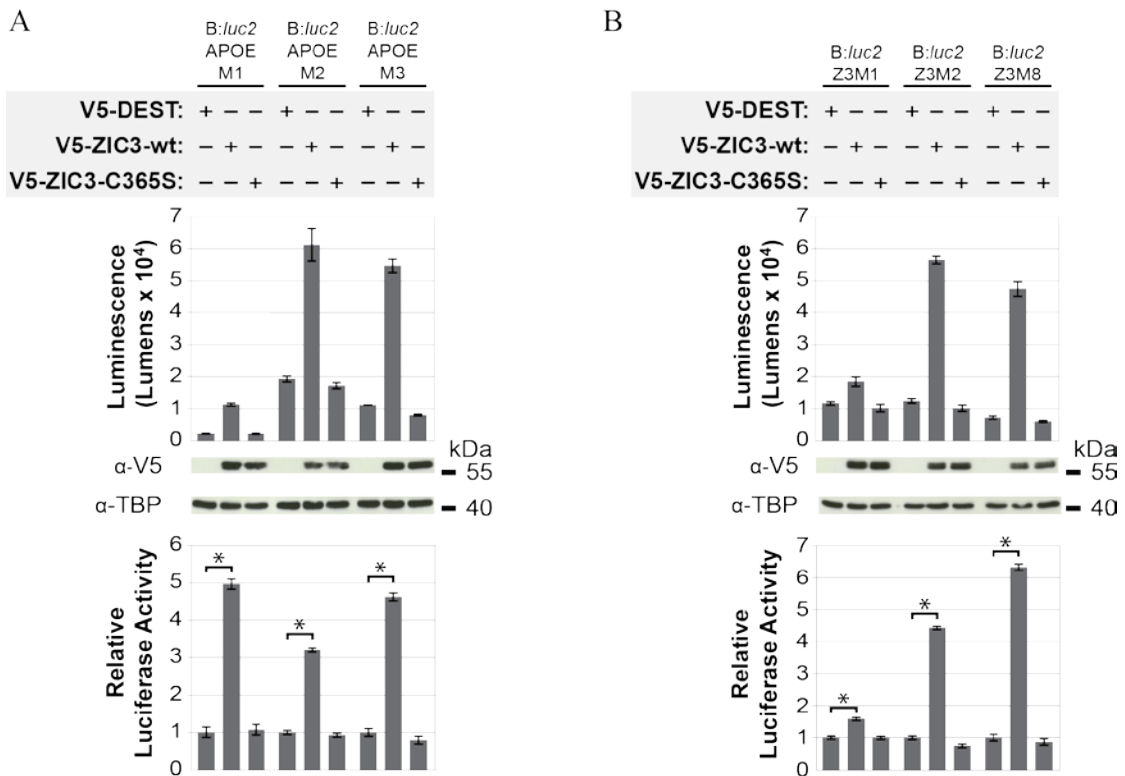 A
B:luc2 APOE M1
B:luc2 APOE M2
B:luc2 APOE M3
V5-DEST: + – – + – – + – –
V5-ZIC3-wt: – + – – + – – + –
V5-ZIC3-C365S: – – + – – + – – +
Luminescence
(Lumens x 10⁴)
7
6
5
4
3
2
1
0
kDa
α-V5
55
α-TBP
40
Relative
Luciferase Activity
6
5
4
3
2
1
0
*
*
*
B
B:luc2 Z3M1
B:luc2 Z3M2
B:luc2 Z3M8
V5-DEST: + – – + – – + – –
V5-ZIC3-wt: – + – – + – – + –
V5-ZIC3-C365S: – – + – – + – – +
Luminescence
(Lumens x 10⁴)
7
6
5
4
3
2
1
0
kDa
α-V5
55
α-TBP
40
Relative
Luciferase Activity
7
6
5
4
3
2
1
0
*
*
*